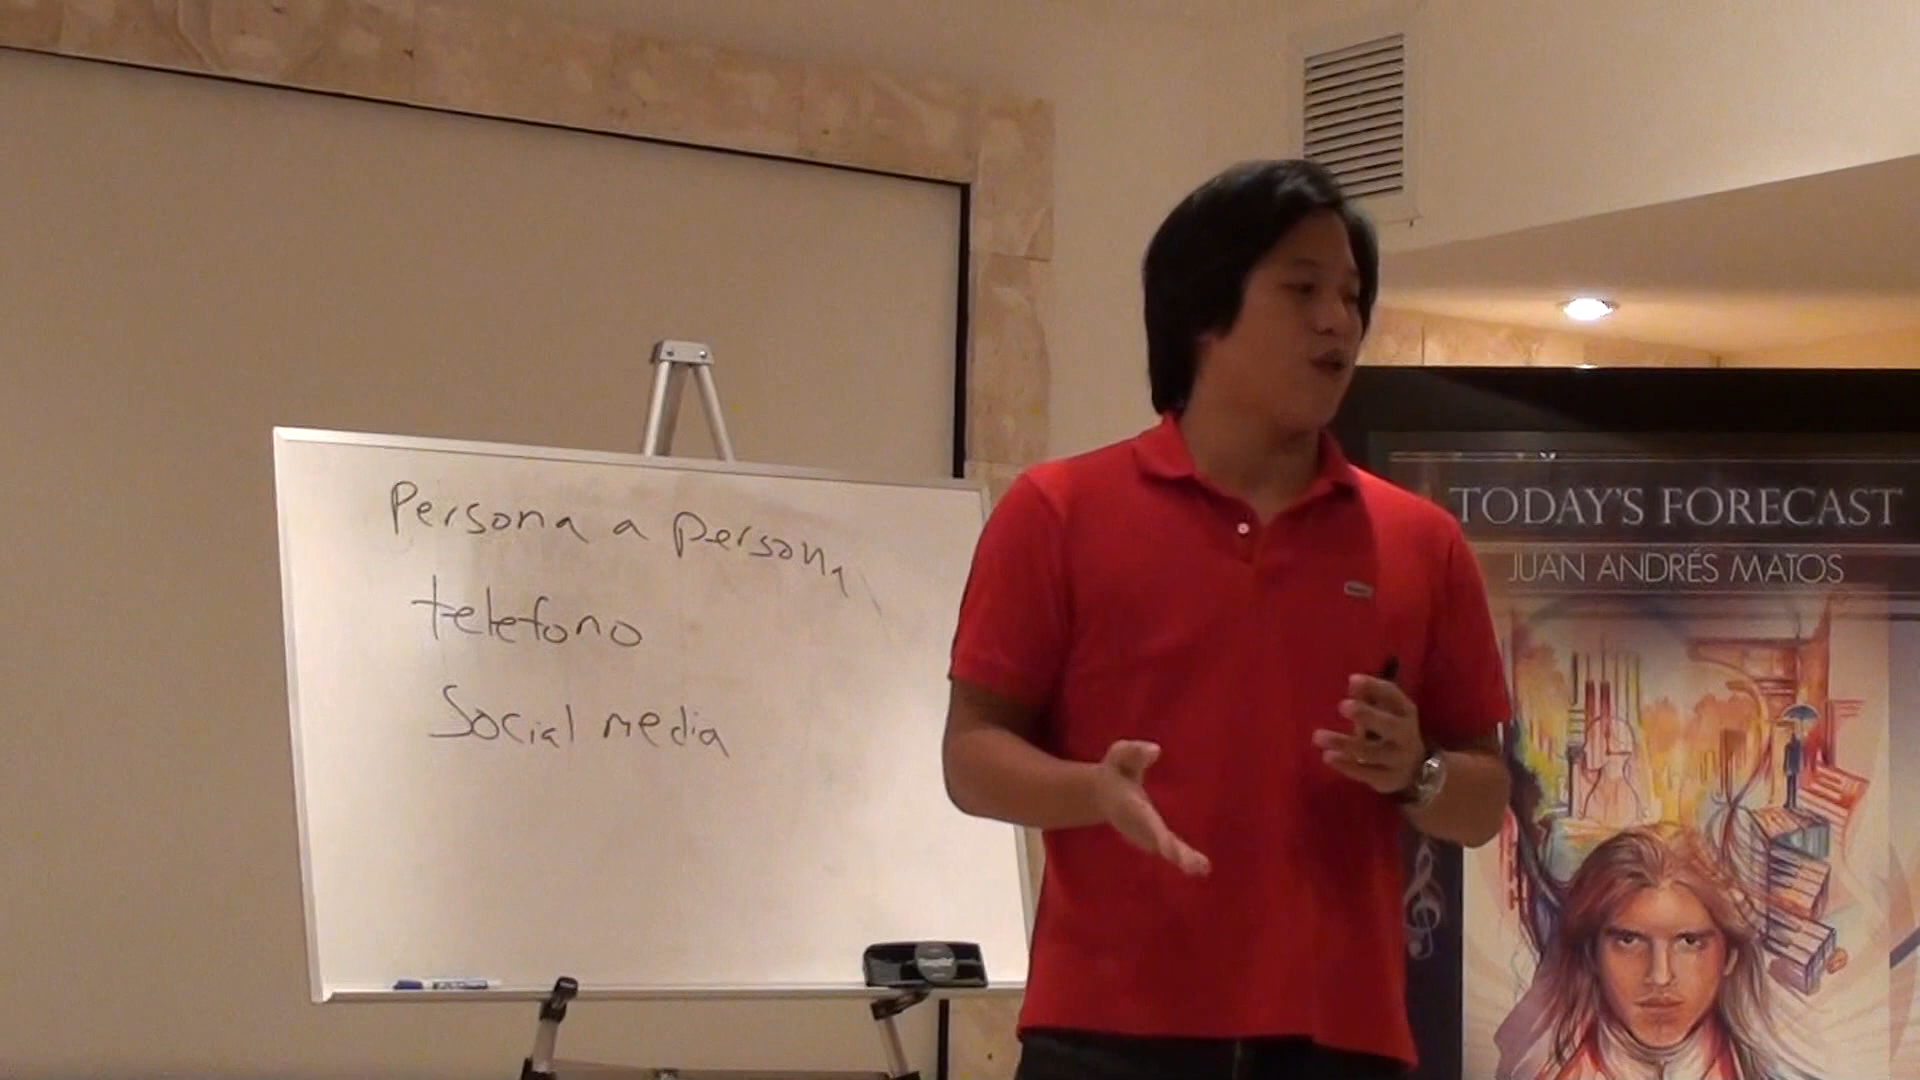 Persona a persona
telefono
Social media
TODAY'S FORECAST
JUAN ANDRÉS MATOS